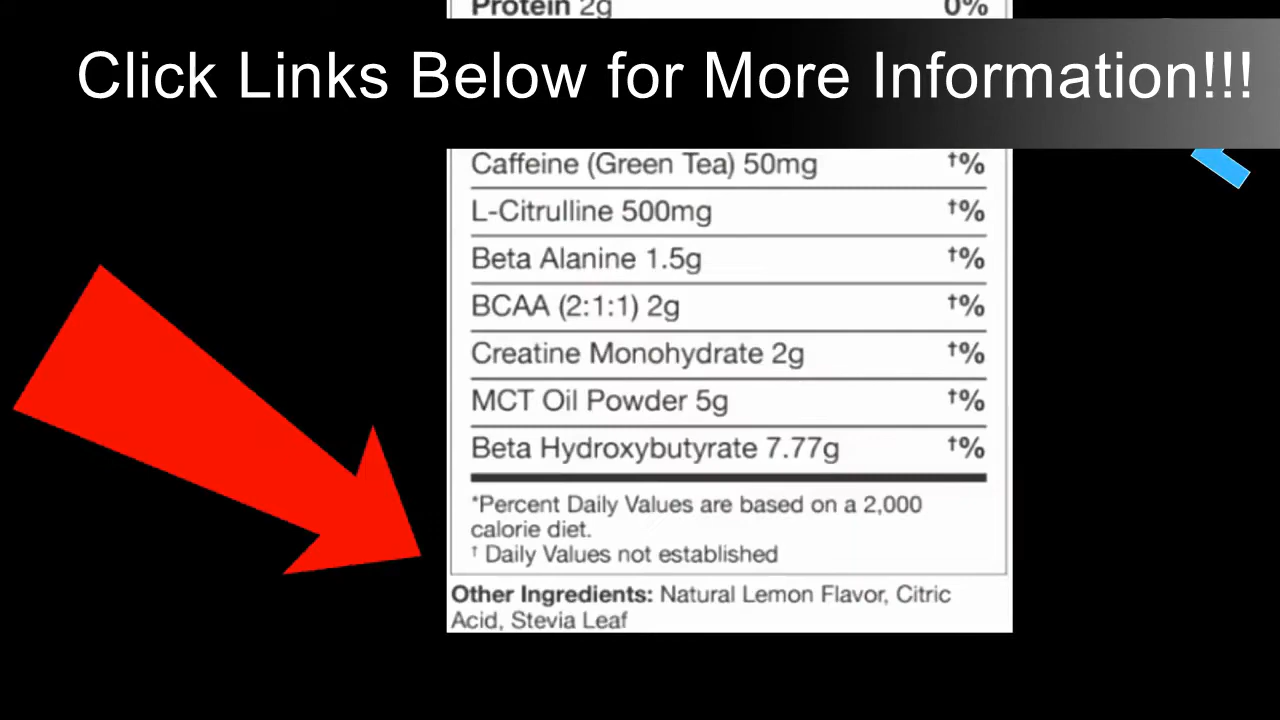 Protein 2g 0%
Click Links Below for More Information!!!
Caffeine (Green Tea) 50mg †%
L-Citrulline 500mg †%
Beta Alanine 1.5g †%
BCAA (2:1:1) 2g †%
Creatine Monohydrate 2g †%
MCT Oil Powder 5g †%
Beta Hydroxybutyrate 7.77g †%
*Percent Daily Values are based on a 2,000
calorie diet.
† Daily Values not established
Other Ingredients: Natural Lemon Flavor, Citric
Acid, Stevia Leaf